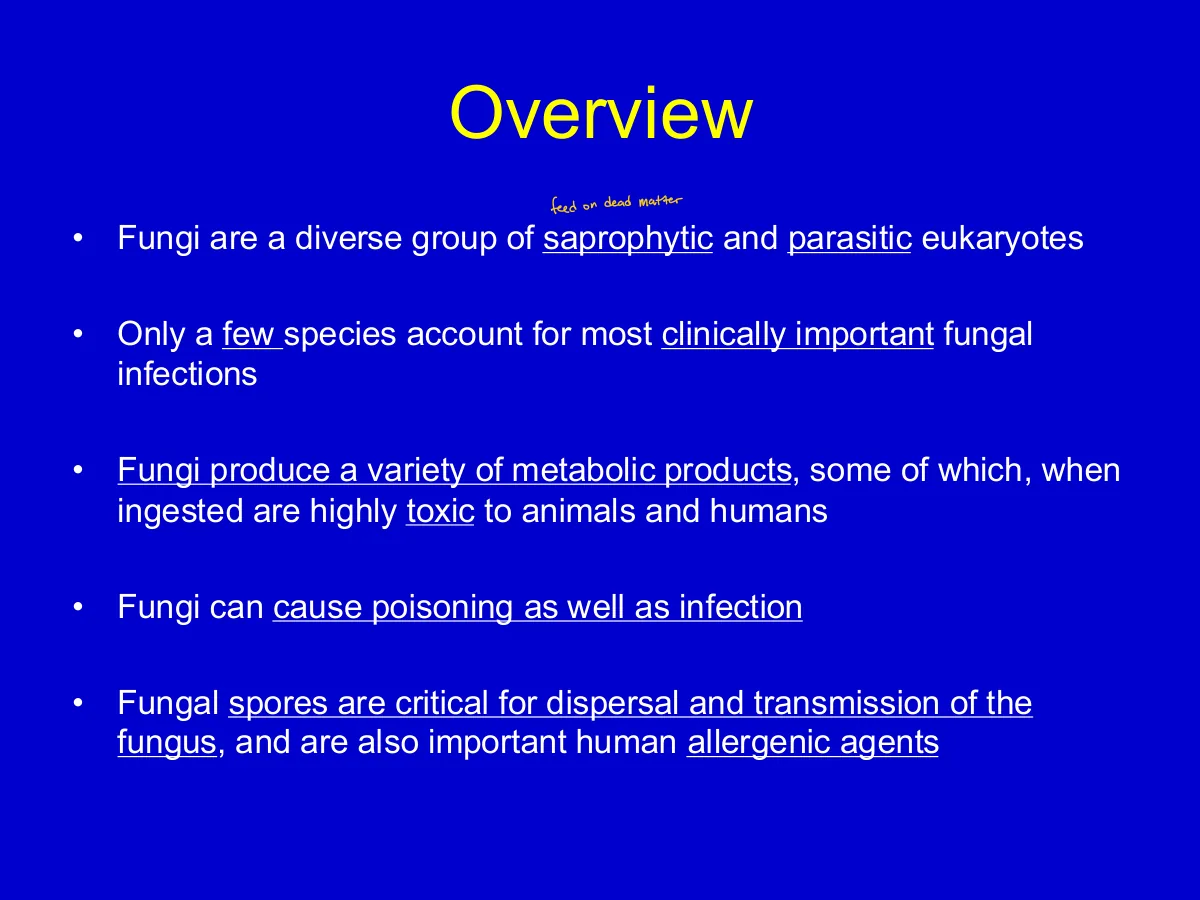 Overview
feed on dead matter
• Fungi are a diverse group of saprophytic and parasitic eukaryotes
• Only a few species account for most clinically important fungal
infections
• Fungi produce a variety of metabolic products, some of which, when
ingested are highly toxic to animals and humans
• Fungi can cause poisoning as well as infection
• Fungal spores are critical for dispersal and transmission of the
fungus, and are also important human allergenic agents